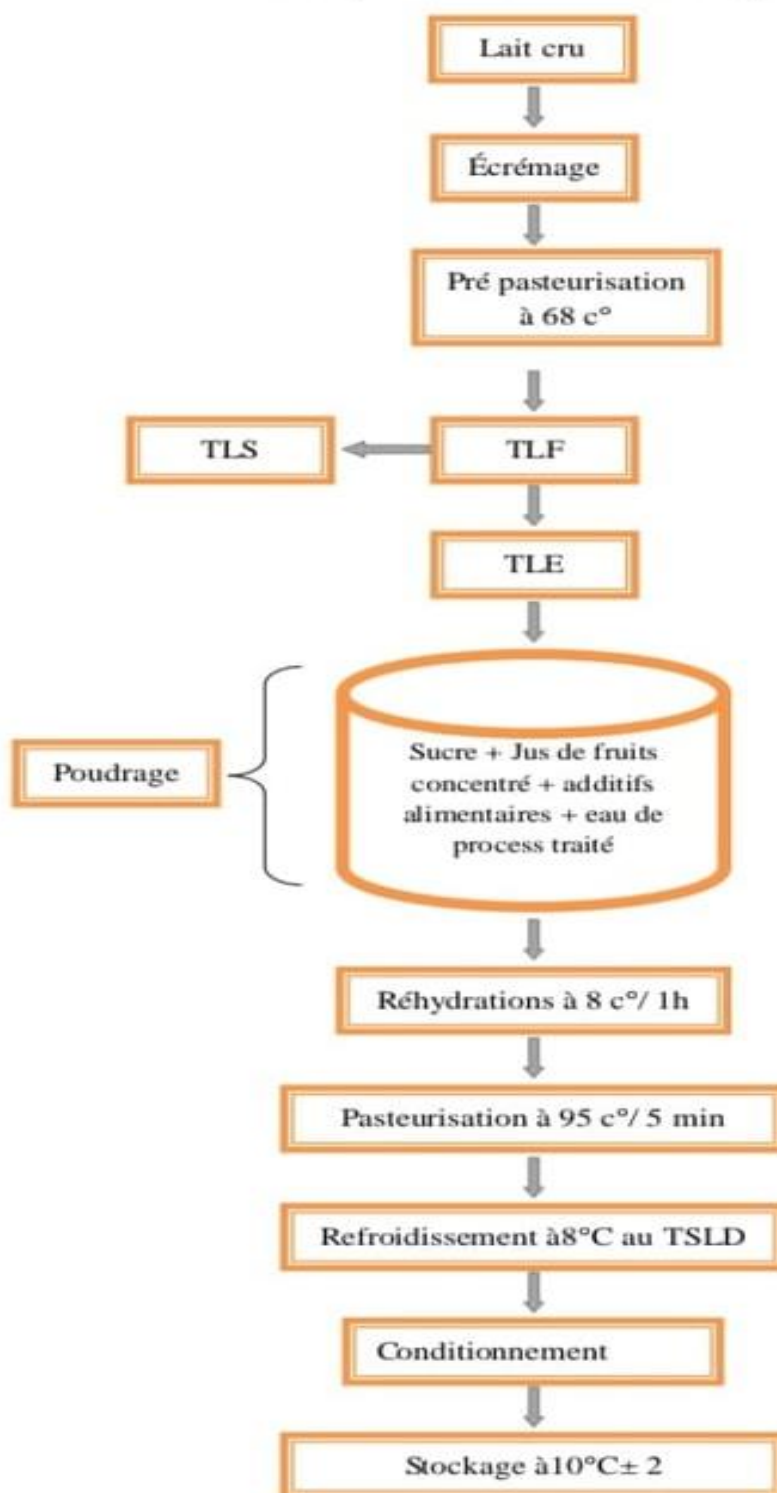 Lait cru
Écrémage
Pré pasteurisation
à 68 c°
TLS
TLF
TLE
Poudrage
Sucre + Jus de fruits
concentré + additifs
alimentaires + eau de
process traité
Réhydrations à 8 c°/ 1h
Pasteurisation à 95 c°/ 5 min
Refroidissement à8°C au TSLD
Conditionnement
Stockage à10°C± 2